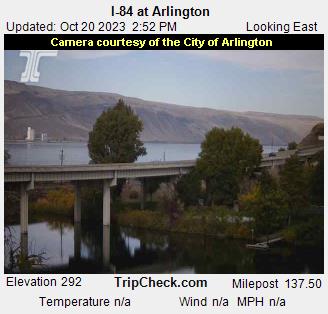 I-84 at Arlington
Updated: Oct 20 2023 2:52 PM Looking East
Camera courtesy of the City of Arlington
Elevation 292 TripCheck.com Milepost 137.50
Temperature n/a Wind n/a MPH n/a